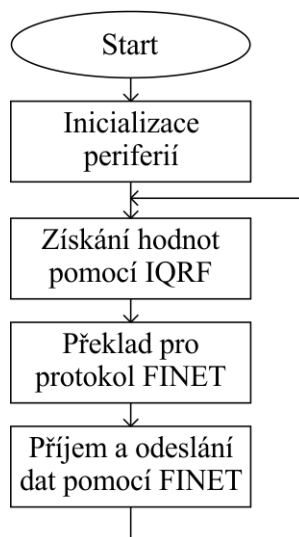 Start
Inicializace
periferií
Získání hodnot
pomocí IQRF
Překlad pro
protokol FINET
Příjem a odeslání
dat pomocí FINET